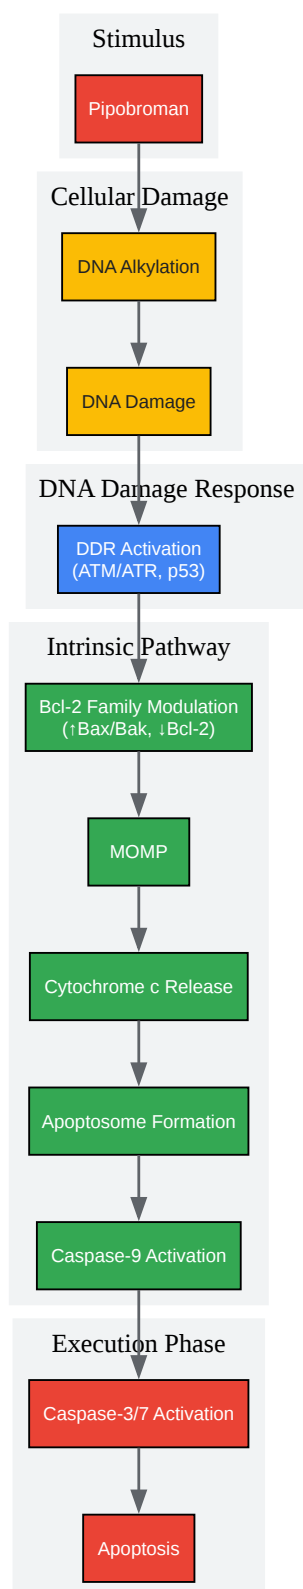 Stimulus
Pipobroman
Cellular Damage
DNA Alkylation
DNA Damage
DNA Damage Response
DDR Activation
(ATM/ATR, p53)
Intrinsic Pathway
Bcl-2 Family Modulation
(↑Bax/Bak, ↓Bcl-2)
MOMP
Cytochrome c Release
Apoptosome Formation
Caspase-9 Activation
Execution Phase
Caspase-3/7 Activation
Apoptosis